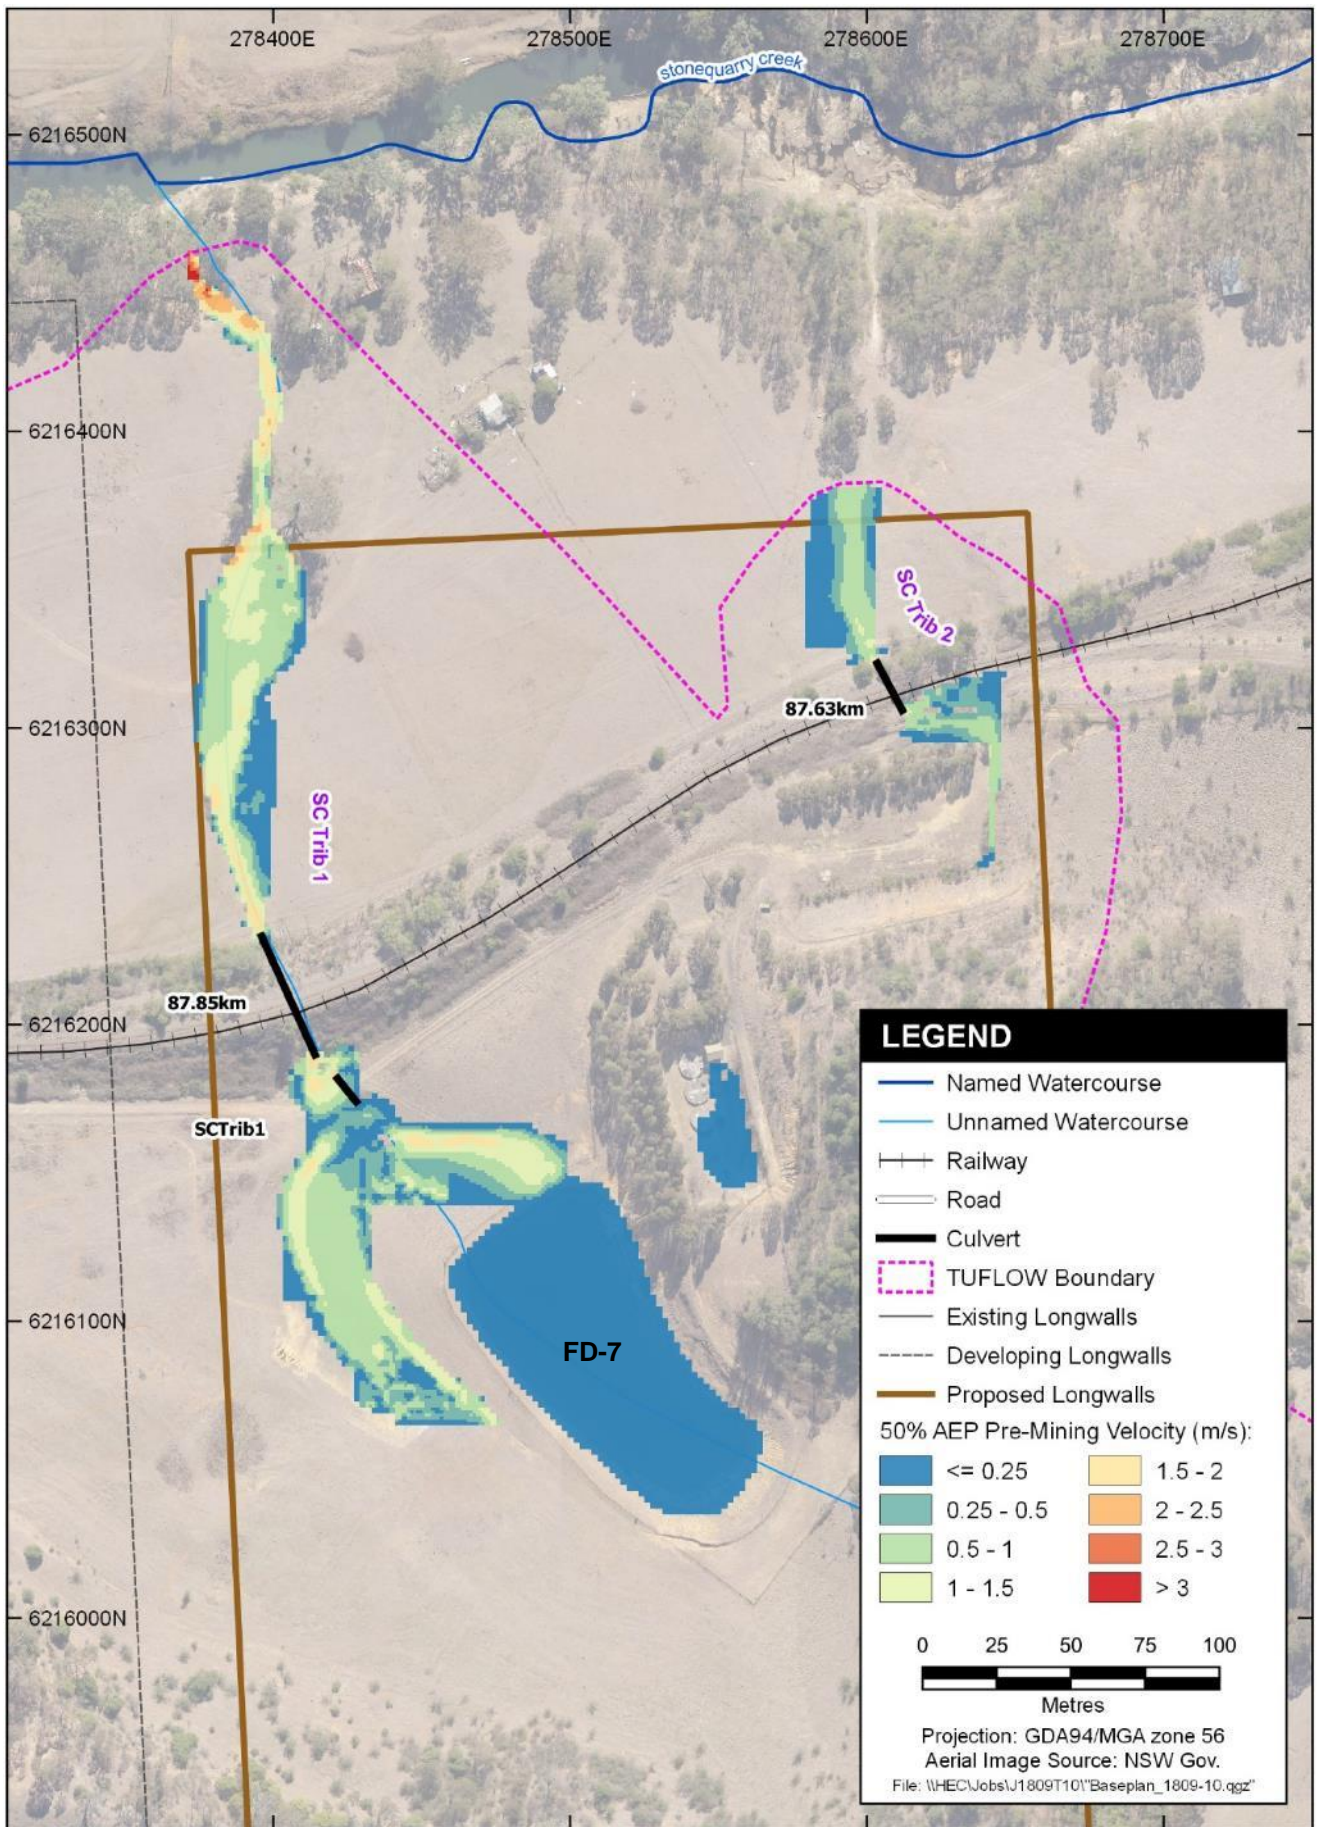 278400E 278500E 278600E 278700E
stonequarry creek
6216500N
6216400N
SC Trib 2
87.63km
6216300N
SC Trib 1
87.85km
6216200N
SCTrib1
6216100N
FD-7
6216000N
LEGEND
Named Watercourse
Unnamed Watercourse
Railway
Road
Culvert
TUFLOW Boundary
Existing Longwalls
Developing Longwalls
Proposed Longwalls
50% AEP Pre-Mining Velocity (m/s):
<= 0.25 1.5 - 2
0.25 - 0.5 2 - 2.5
0.5 - 1 2.5 - 3
1 - 1.5 > 3
0 25 50 75 100
Metres
Projection: GDA94/MGA zone 56
Aerial Image Source: NSW Gov.
File: \\HEC\Jobs\J1809T10\"Baseplan_1809-10.qgz"